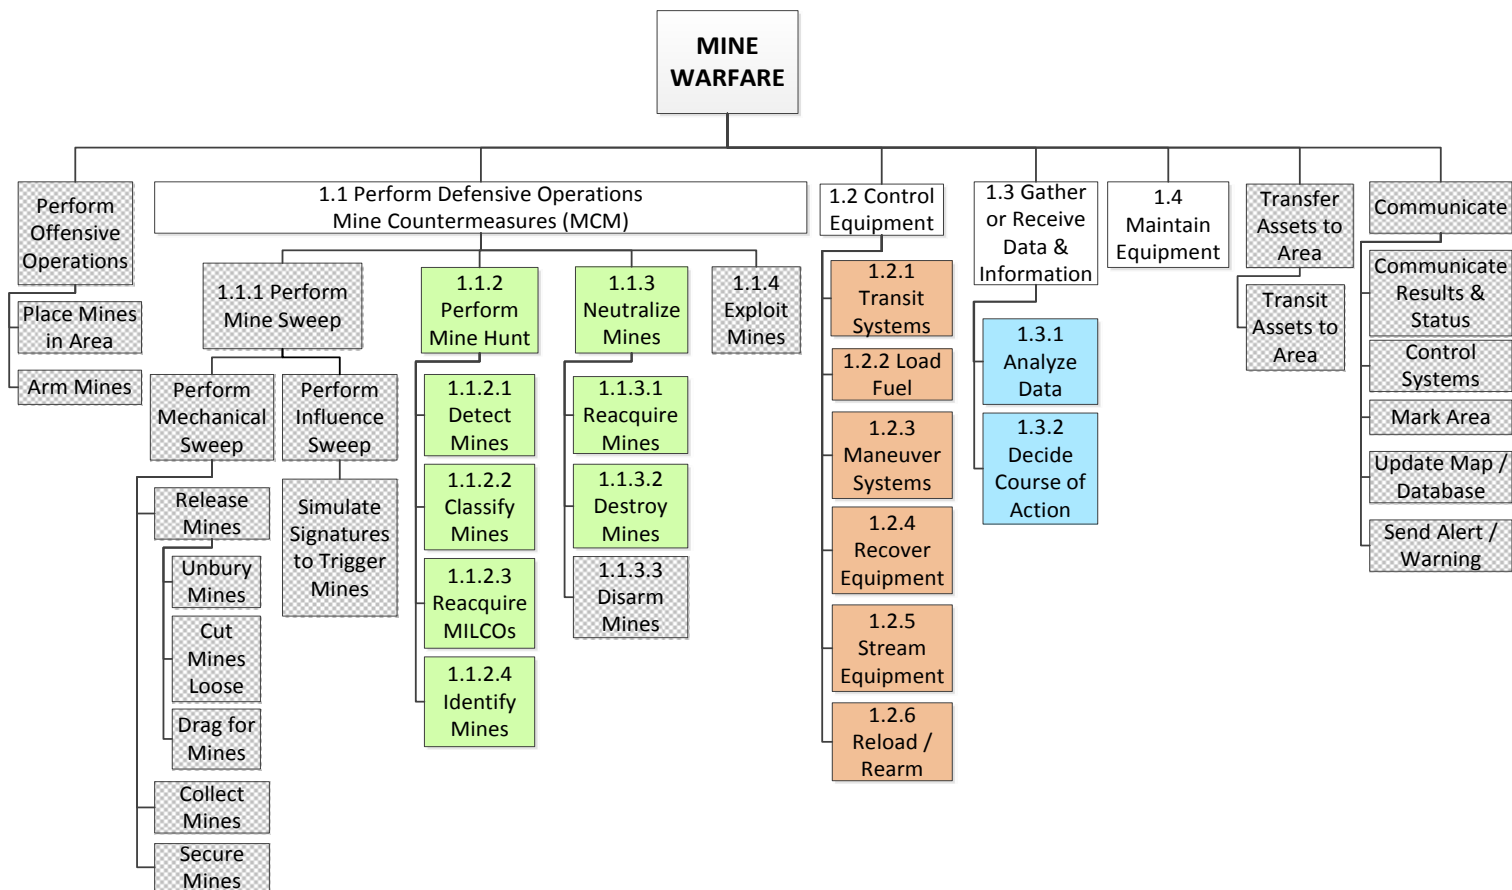 MINE
WARFARE
Perform
Offensive
Operations
Place Mines
in Area
Arm Mines
1.1 Perform Defensive Operations
Mine Countermeasures (MCM)
1.1.1 Perform
Mine Sweep
Perform
Mechanical
Sweep
Release
Mines
Unbury
Mines
Cut
Mines
Loose
Drag for
Mines
Collect
Mines
Secure
Mines
Perform
Influence
Sweep
Simulate
Signatures
to Trigger
Mines
1.1.2
Perform
Mine Hunt
1.1.2.1
Detect
Mines
1.1.2.2
Classify
Mines
1.1.2.3
Reacquire
MILCOs
1.1.2.4
Identify
Mines
1.1.3
Neutralize
Mines
1.1.3.1
Reacquire
Mines
1.1.3.2
Destroy
Mines
1.1.3.3
Disarm
Mines
1.1.4
Exploit
Mines
1.2 Control
Equipment
1.2.1
Transit
Systems
1.2.2 Load
Fuel
1.2.3
Maneuver
Systems
1.2.4
Recover
Equipment
1.2.5
Stream
Equipment
1.2.6
Reload /
Rearm
1.3 Gather
or Receive
Data &
Information
1.3.1
Analyze
Data
1.3.2
Decide
Course of
Action
1.4
Maintain
Equipment
Transfer
Assets to
Area
Transit
Assets to
Area
Communicate
Communicate
Results &
Status
Control
Systems
Mark Area
Update Map /
Database
Send Alert /
Warning